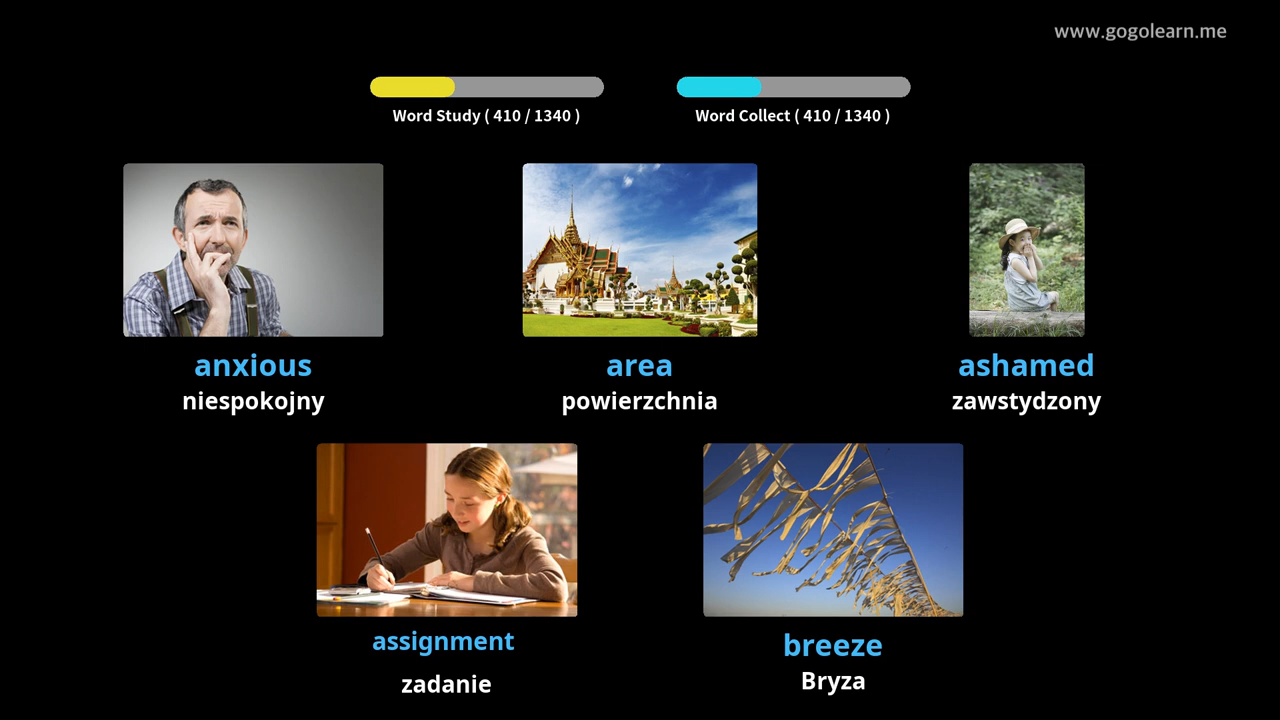 www.gogolearn.me
Word Study ( 410 / 1340 )
Word Collect ( 410 / 1340 )
anxious
niespokojny
area
powierzchnia
ashamed
zawstydzony
assignment
zadanie
breeze
Bryza